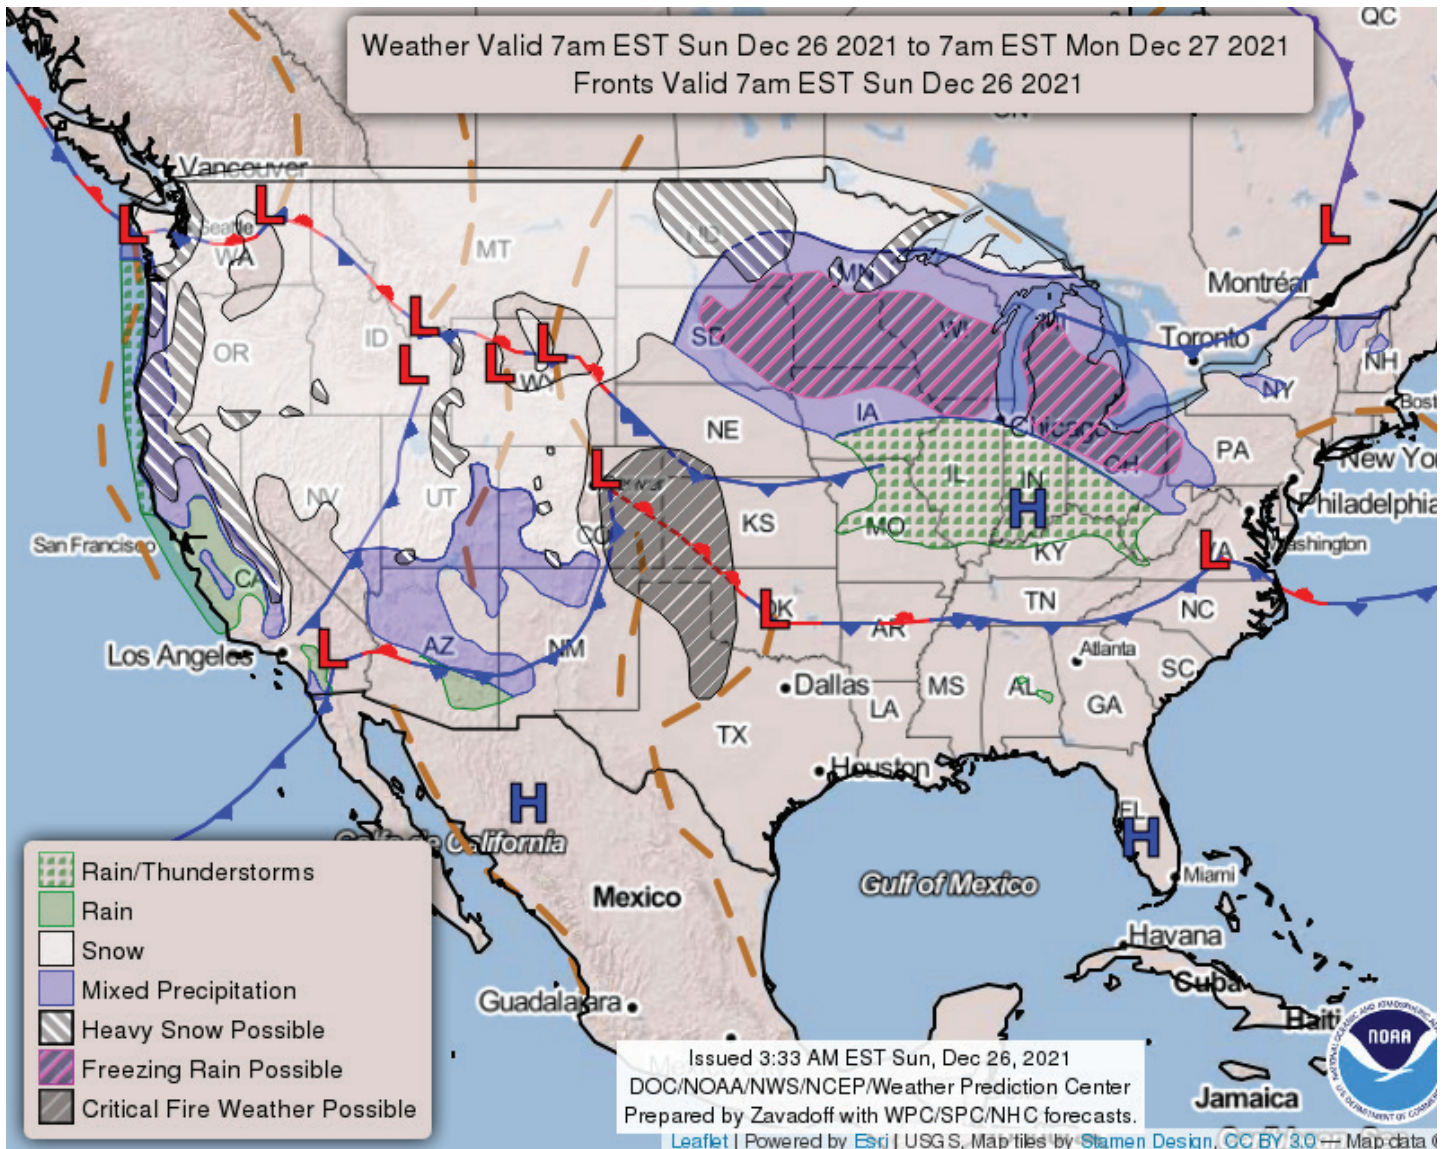 Weather Valid 7am EST Sun Dec 26 2021 to 7am EST Mon Dec 27 2021
Fronts Valid 7am EST Sun Dec 26 2021
QC
ON
Vancouver
L
L
L
Seattle
WA
MT
ND
MN
Montréal
L
L
L
L
ID
OR
WY
SD
WI
MI
Toronto
NH
NY
Boston
IA
Chicago
NE
PA
New Yo
L
NV
UT
IL
IN
OH
H
Philadelphia
CO
KS
MO
KY
San Francisco
CA
L
VA
Washington
L
OK
TN
NC
AR
Los Angeles
L
AZ
NM
Atlanta
SC
Dallas
MS
AL
GA
LA
TX
Houston
H
FL
H
Golfo de California
Rain/Thunderstorms
Rain
Snow
Mixed Precipitation
Heavy Snow Possible
Freezing Rain Possible
Critical Fire Weather Possible
Mexico
Gulf of Mexico
Miami
Havana
Cuba
Guadalajara
Haiti
NOAA
Mexico City
Issued 3:33 AM EST Sun, Dec 26, 2021
DOC/NOAA/NWS/NCEP/Weather Prediction Center
Prepared by Zavadoff with WPC/SPC/NHC forecasts.
Jamaica
Leaflet | Powered by Esri | USGS, Map tiles by Stamen Design, CC BY 3.0 — Map data ©